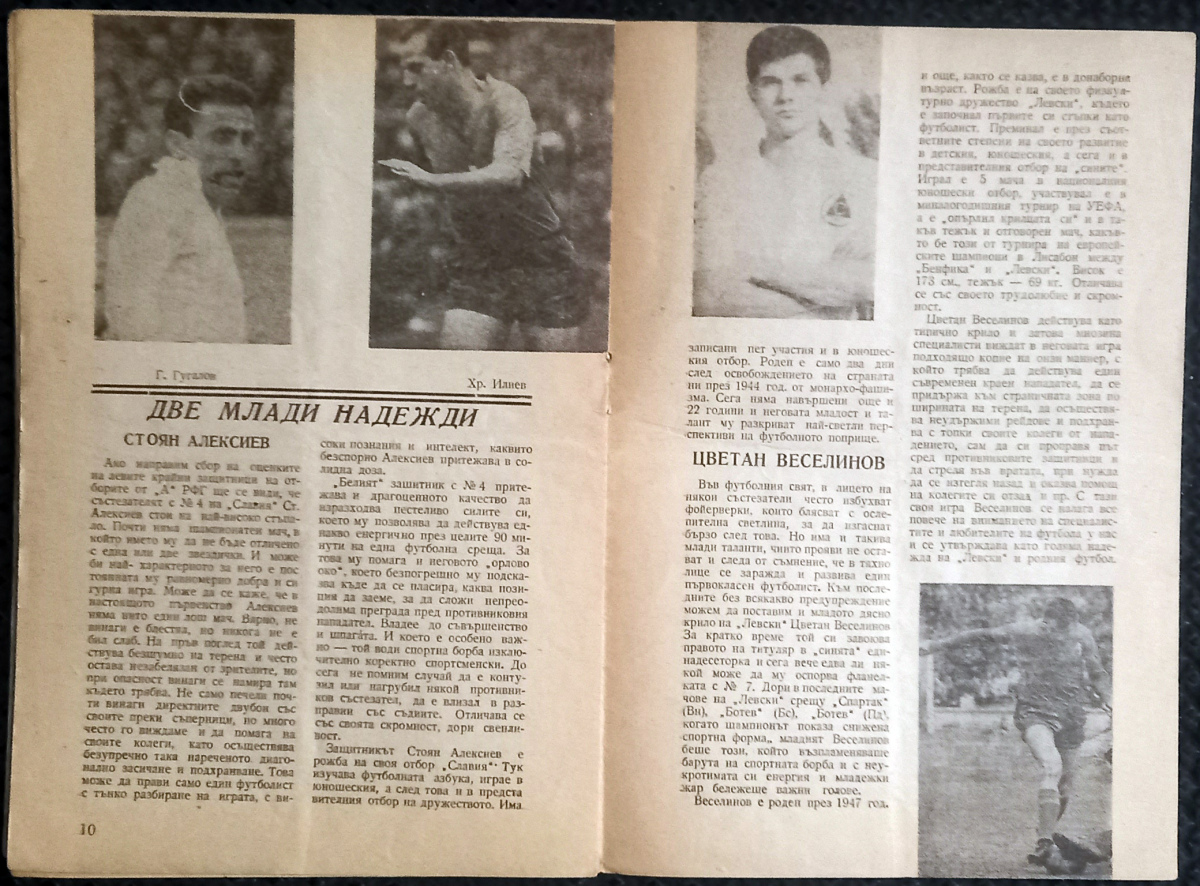 Г. Гугалов
Хр. Илиев
ДВЕ МЛАДИ НАДЕЖДИ
СТОЯН АЛЕКСИЕВ
Ако направим сбор на оценките
на левите крайни защитници на от-
борите от „А“ РФГ ще се види, че
състезателят с № 4 на „Славия“ Ст.
Алексиев стои на най-високо стъпа-
ло. Почти няма шампионатен мач, в
който името му да не бъде отличено
с една или две звездички. И може
би най- характерното за него е пос
тоянната му равномерно добра и си
гурна игра. Може да се каже, че в
настоящото първенство Алексиев
няма нито един лош мач. Вярно, не
винаги е блестял, но никога не е
бил слаб. На пръв поглед той дей-
ствува безшумно на терена и често
остава незабелязан от зрителите, но
при опасност винаги се намира там
където трябва. Не само печели поч-
ти винаги директните двубои със
своите преки съперници, но много
често го виждаме и да помага на
своите колеги, като осъществява
безупречно така нареченото диаго-
нално засичане и подхранване. Това
може да прави само един футболист
с тънко разбиране на играта, с ви-
10
соки познания и интелект, каквито
безспорно Алексиев притежава в со-
лидна доза.
„Белият“ защитник с № 4 прите-
жава и драгоценното качество да
изразходва пестеливо силите си,
което му позволява да действува ед-
накво енергично през целите 90 ми-
нути на една футболна среща. За
това му помага и неговото „орлово
око“, което безпогрешно му подска-
зва къде да се пласира, каква пози-
ция да заеме, за да сложи непрео-
долима преграда пред противниковия
нападател. Владее до съвършенство
и шпагата. И което е особено важ-
но — той води спортна борба изклю-
чително коректно спортсменски. До
сега не помним случай да е конту-
зил или нагрубил някой противни-
ков състезател, да е влизал в раз-
правии със съдиите. Отличава се
със своята скромност, дори свенли-
вост.
Защитникът Стоян Алексиев е
рожба на своя отбор „Славия“. Тук
изучава футболната азбука, играе в
юношеския, а след това и в предста
вителния отбор на дружеството. Има
записани пет участия и в юношес-
кия отбор. Роден е само два дни
след освобождението на страната
ни през 1944 год. от монархо-фаши-
зма. Сега няма навършени още и
22 години и неговата младост и та-
лант му разкриват най-светли пер-
спективи на футболното поприще.
ЦВЕТАН ВЕСЕЛИНОВ
Във футболния свят, в лицето на
някои състезатели често избухват
фойерверки, които блясват с осле-
пителна светлина, за да изгаснат
бързо след това. Но има и такива
млади таланти, чиито прояви не оста-
ват и следа от съмнение, че в тяхно
лице се заражда и развива един
първокласен футболист. Към послед-
дните без всякакво предупреждение
можем да поставим и младото дясно
крило на „Левски“ Цветан Веселинов
За кратко време той си завоюва
правото на титуляр в „синята“ еди-
надесеторка и сега вече едва ли ня-
кой може да му оспорва фланел-
ката с № 7. Дори в последните ма-
чове на „Левски“ срещу „Спартак“
(Вн), „Ботев“ (Бс), „Ботев“ (Пд),
когато шампионът показа снижена
спортна форма, младият Веселинов
беше този, който възпламеняваше
барута на спортната борба и с неу-
кротимата си енергия и младежки
жар бележеше важни голове.
Веселинов е роден през 1947 год.
и още, както се казва, е в донаборна
възраст. Рожба е на своето физкул-
турно дружество „Левски“, където
е започнал първите си стъпки като
футболист. Преминал е през съот-
ветните степени на своето развитие
в детския, юношеския, а сега и в
представителния отбор на „сините“.
Играл е 5 мача в националния
юношески отбор, участвувал е в
миналогодишния турнир на УЕФА,
а е „опърлил крилцата си“ и в та-
къв тежък и отговорен мач, какъв-
то бе този от турнира на европей-
ските шампиони в Лисабон между
„Бенфика“ и „Левски“. Висок е
173 см., тежък — 69 кг. Отличава
се със своето трудолюбие и скром-
ност.
Цветан Веселинов действува като
типично крило и затова мнозина
специалисти виждат в неговата игра
подходящо копие на онзи маниер, с
който трябва да действува един
съвременен краен нападател, да се
придържа към страничната зона по
ширината на терена, да осъществя-
ва неудържими рейдове и подхран-
ва с топки своите колеги от напа-
дението, сам да си проправя път
сред противниковите защитници и
да стреля във вратата, при нужда
да се изтегля назад и оказва помощ
на колегите си отзад и пр. С тази
своя игра Веселинов се налага все
повече на вниманието на специалис-
тите и любителите на футбола у нас
и се утвърждава като голяма надеж-
жда на „Левски“ и родния футбол.